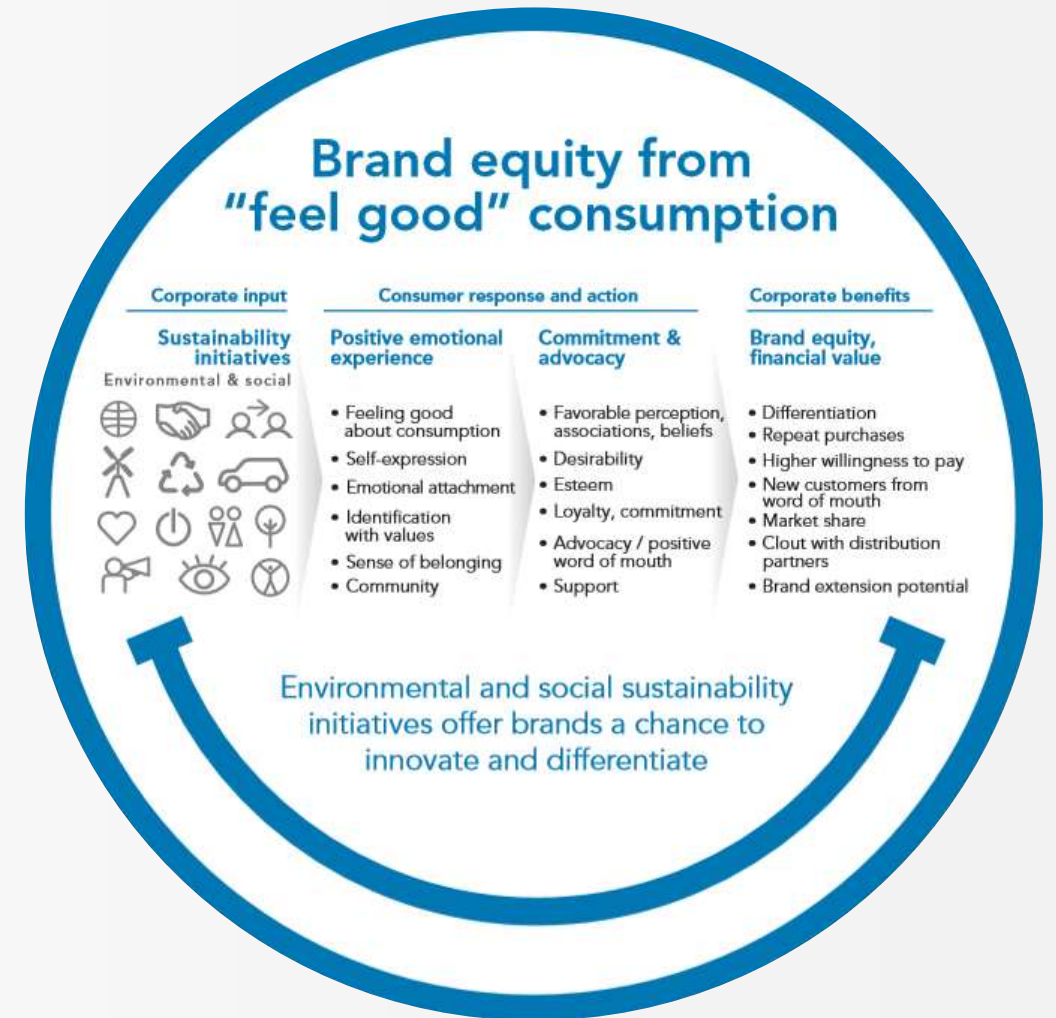 Brand equity from
"feel good" consumption
Corporate input
Consumer response and action
Corporate benefits
Sustainability
initiatives
Environmental & social
Positive emotional
experience
• Feeling good
about consumption
• Self-expression
• Emotional attachment
• Identification
with values
• Sense of belonging
• Community
Commitment &
advocacy
• Favorable perception,
associations, beliefs
• Desirability
• Esteem
• Loyalty, commitment
• Advocacy / positive
word of mouth
• Support
Brand equity,
financial value
• Differentiation
• Repeat purchases
• Higher willingness to pay
• New customers from
word of mouth
• Market share
• Clout with distribution
partners
• Brand extension potential
Environmental and social sustainability
initiatives offer brands a chance to
innovate and differentiate